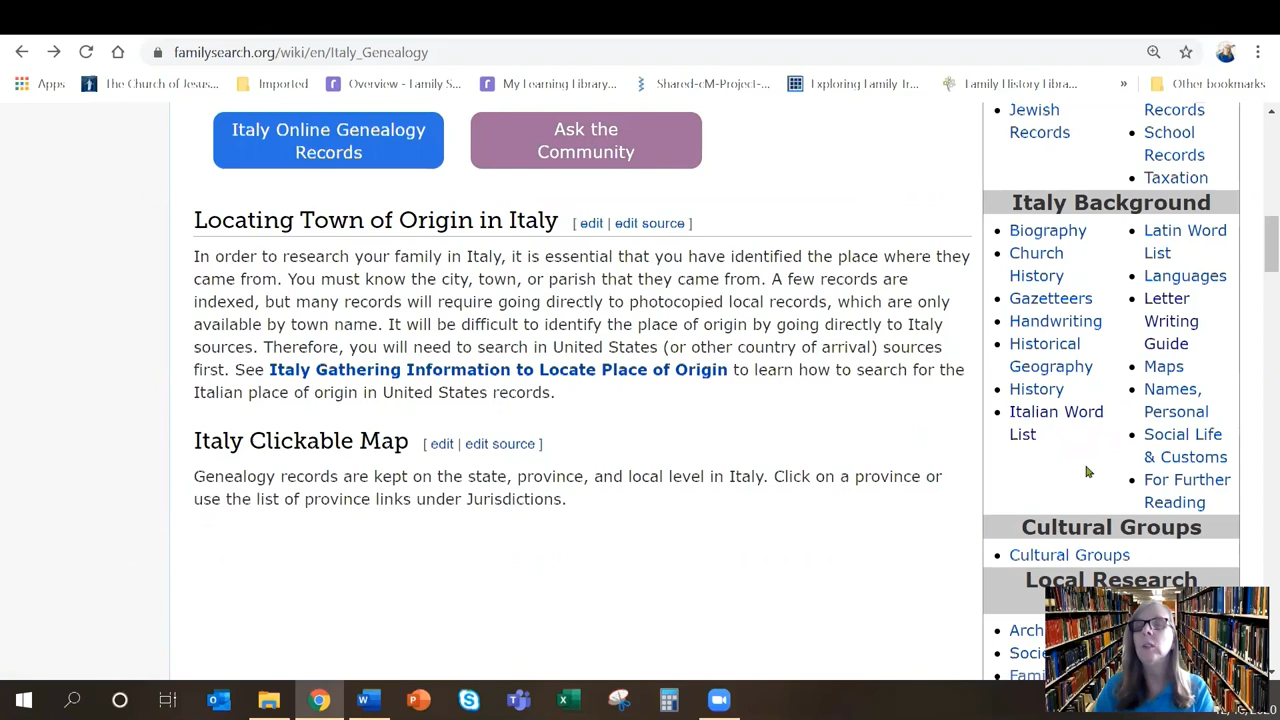 familysearch.org/wiki/en/Italy_Genealogy
Apps
The Church of Jesus...
Imported
Overview - Family S...
My Learning Library...
Shared-cM-Project-...
Exploring Family Tr...
Family History Libra...
»
Other bookmarks
Italy Online Genealogy
Records
Ask the
Community
Locating Town of Origin in Italy [ edit | edit source ]
In order to research your family in Italy, it is essential that you have identified the place where they
came from. You must know the city, town, or parish that they came from. A few records are
indexed, but many records will require going directly to photocopied local records, which are only
available by town name. It will be difficult to identify the place of origin by going directly to Italy
sources. Therefore, you will need to search in United States (or other country of arrival) sources
first. See Italy Gathering Information to Locate Place of Origin to learn how to search for the
Italian place of origin in United States records.
Italy Clickable Map [ edit | edit source ]
Genealogy records are kept on the state, province, and local level in Italy. Click on a province or
use the list of province links under Jurisdictions.
Jewish
Records
Records
School
Records
Taxation
Italy Background
Biography
Church
History
Gazetteers
Handwriting
Historical
Geography
History
Italian Word
List
Latin Word
List
Languages
Letter
Writing
Guide
Maps
Names,
Personal
Social Life
& Customs
For Further
Reading
Cultural Groups
Cultural Groups
Local Research
Arch
Socie